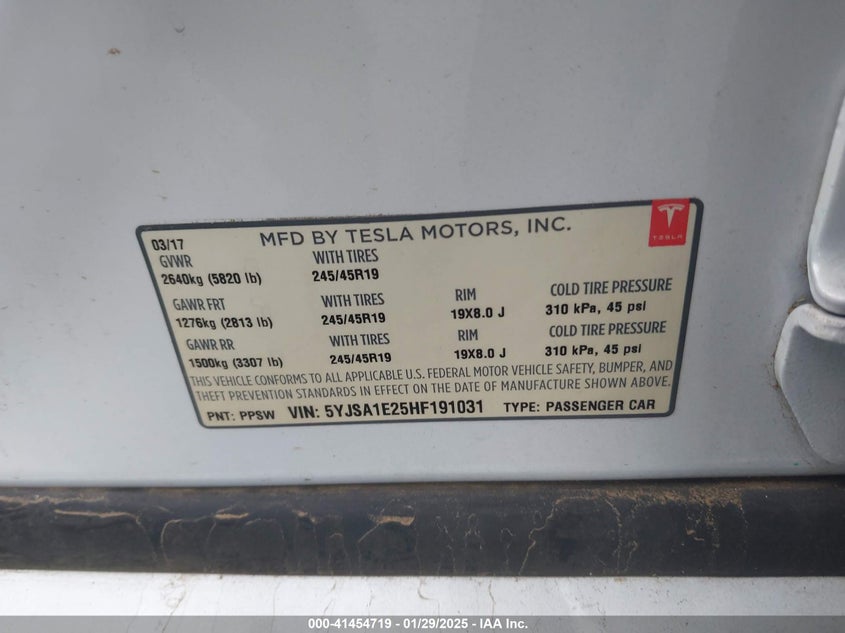 03/17 MFD BY TESLA MOTORS, INC.
TESLA
GVWR WITH TIRES
2640kg (5820 lb) 245/45R19
GAWR FRT WITH TIRES RIM COLD TIRE PRESSURE
1276kg (2813 lb) 245/45R19 19X8.0 J 310 kPa, 45 psi
GAWR RR WITH TIRES RIM COLD TIRE PRESSURE
1500kg (3307 lb) 245/45R19 19X8.0 J 310 kPa, 45 psi
THIS VEHICLE CONFORMS TO ALL APPLICABLE U.S. FEDERAL MOTOR VEHICLE SAFETY, BUMPER, AND
THEFT PREVENTION STANDARDS IN EFFECT ON THE DATE OF MANUFACTURE SHOWN ABOVE.
PNT: PPSW VIN: 5YJSA1E25HF191031 TYPE: PASSENGER CAR
000-41454719 - 01/29/2025 - IAA Inc.